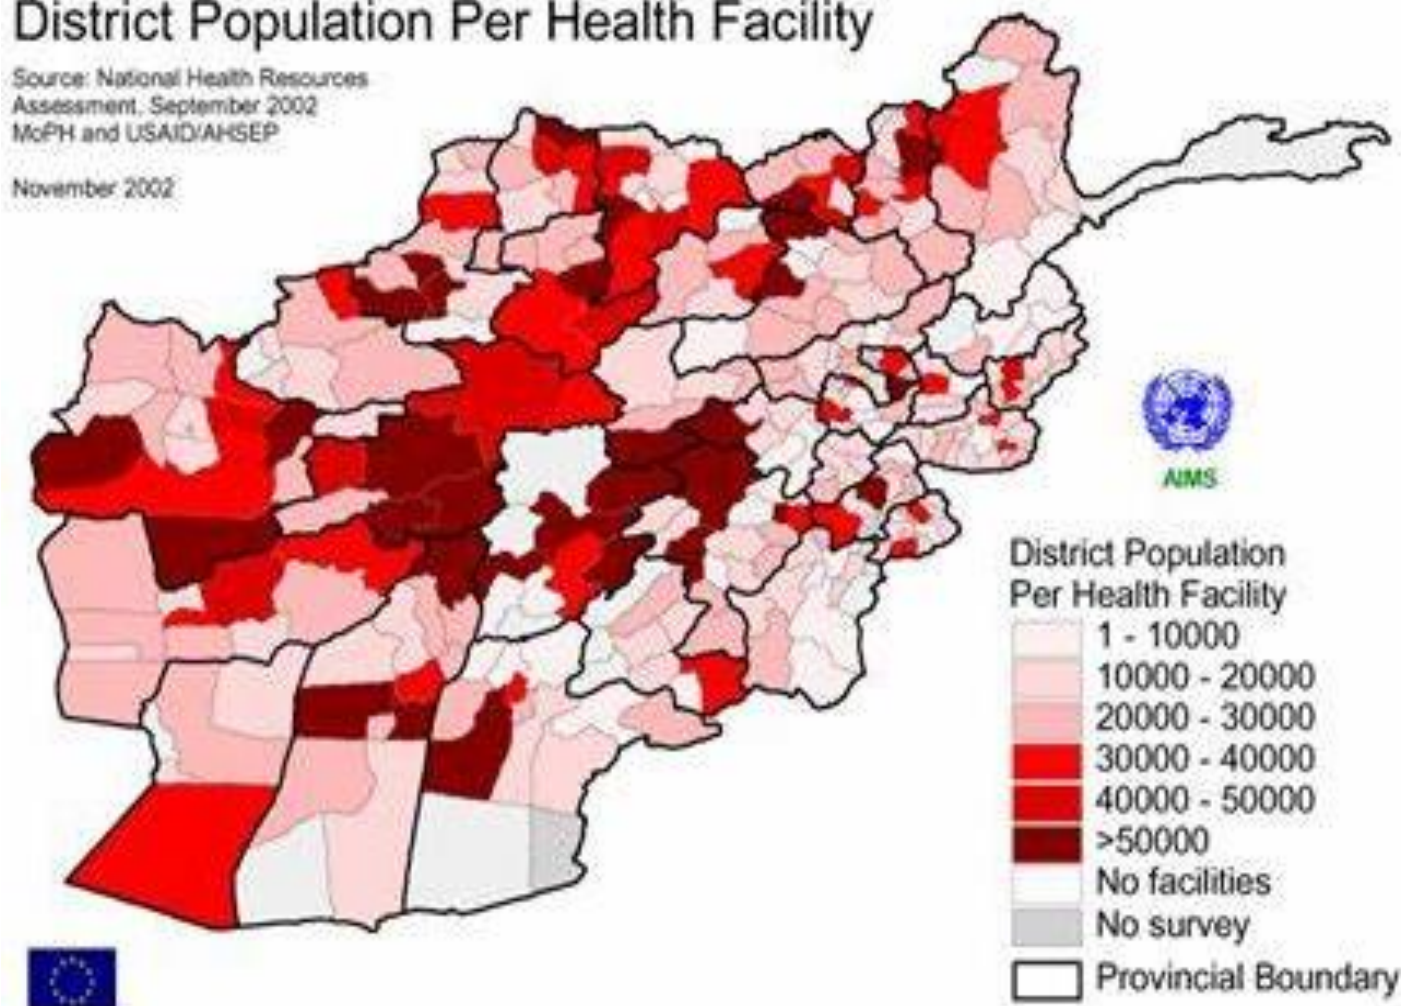 District Population Per Health Facility
Source: National Health Resources
Assessment, September 2002
MoPH and USAID/AHSEP
November 2002
AIMS
District Population
Per Health Facility
1 - 10000
10000 - 20000
20000 - 30000
30000 - 40000
40000 - 50000
>50000
No facilities
No survey
Provincial Boundary